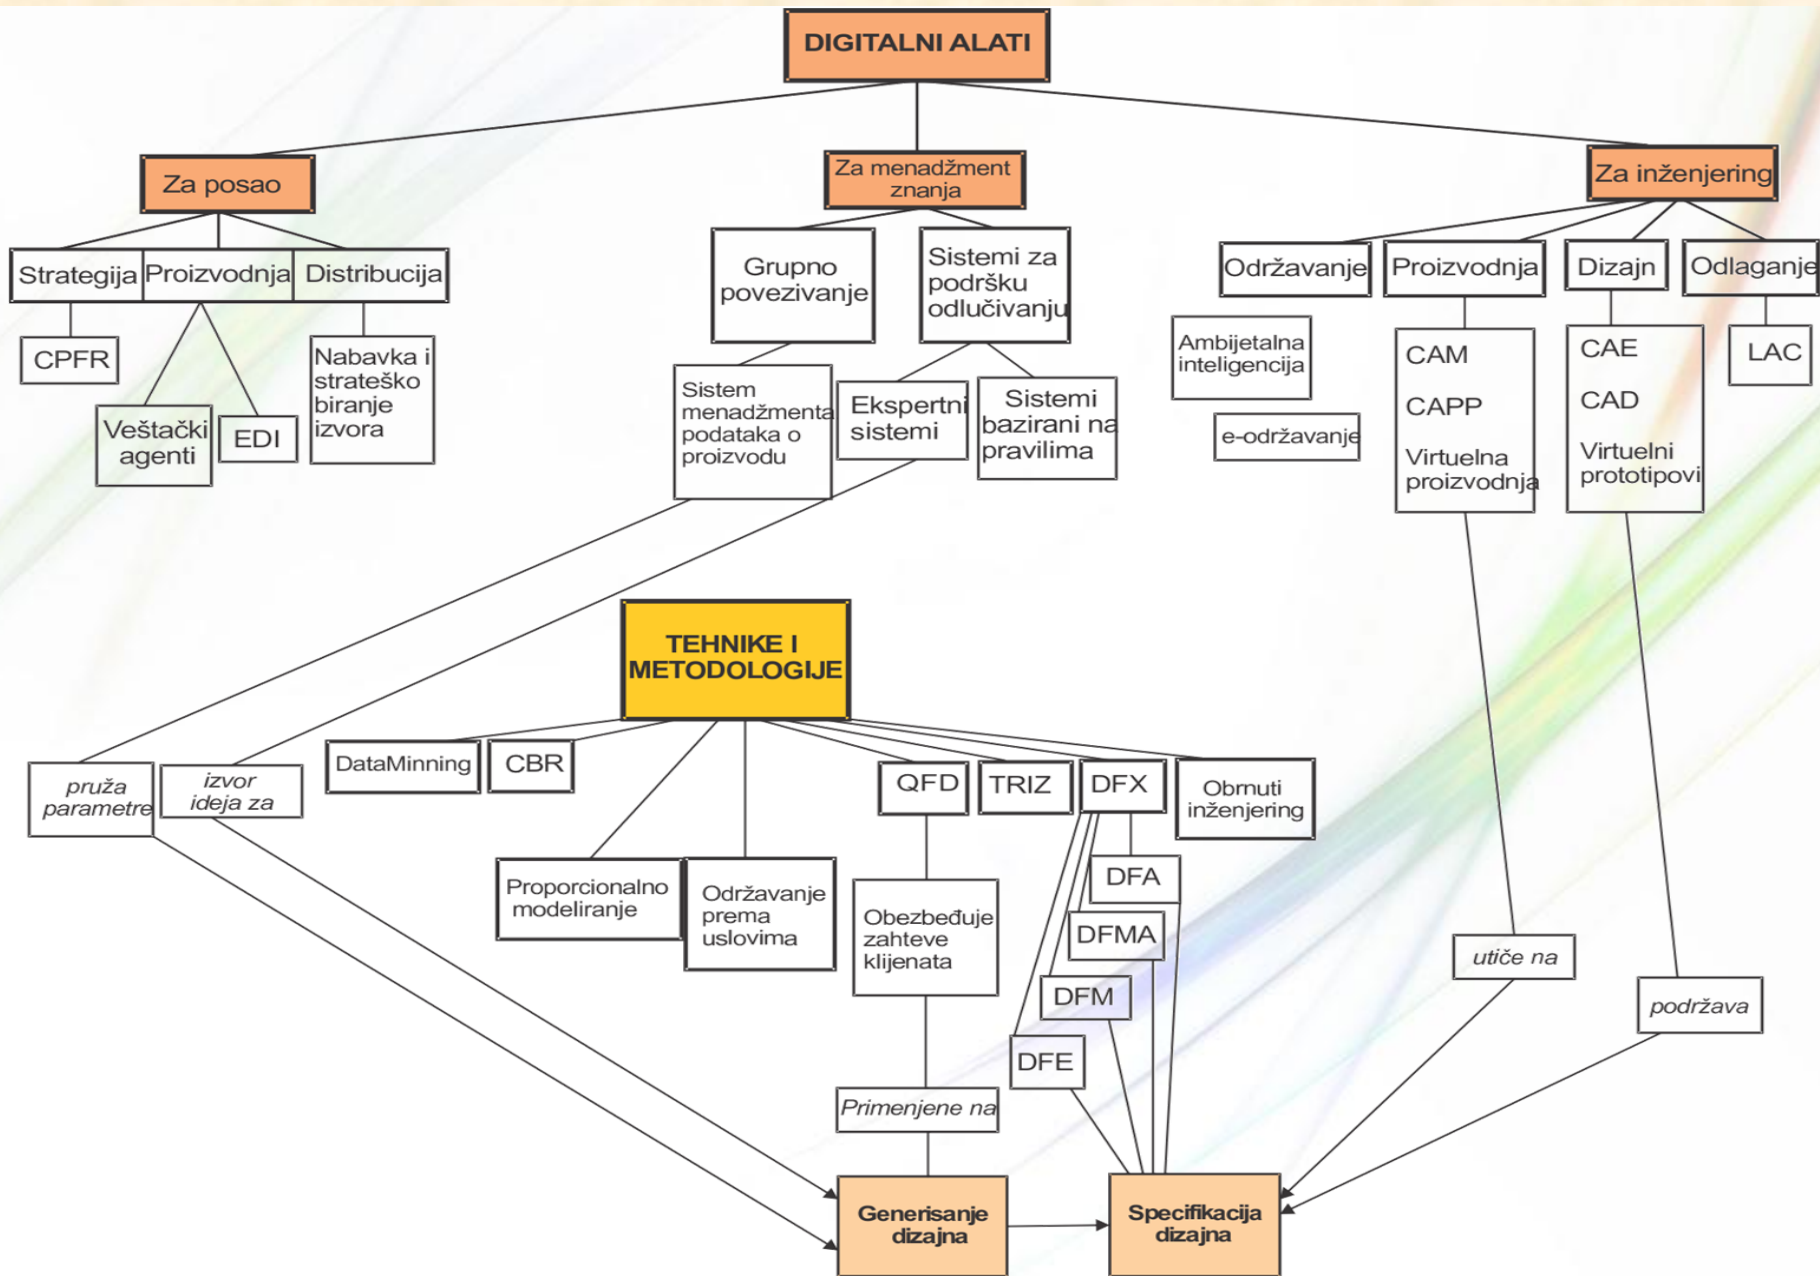 DIGITALNI ALATI
Za posao
Za menadžment
znanja
Za inženjering
Strategija
Proizvodnja
Distribucija
Grupno
povezivanje
Sistemi za
podršku
odlučivanju
Održavanje
Proizvodnja
Dizajn
Odlaganje
CPFR
Veštački
agenti
EDI
Nabavka i
strateško
biranje
izvora
Sistem
menadžmenta
podataka o
proizvodu
Ekspertni
sistemi
Sistemi
bazirani na
pravilima
Ambijetalna
inteligencija
e-održavanje
CAM
CAPP
Virtuelna
proizvodnja
CAE
CAD
Virtuelni
prototipovi
LAC
TEHNIKE I
METODOLOGIJE
pruža
parametre
izvor
ideja za
DataMinning
CBR
QFD
TRIZ
DFX
Obrnuti
inženjering
Proporcionalno
modeliranje
Održavanje
prema
uslovima
Obezbeđuje
zahteve
klijenata
DFA
DFMA
DFM
DFE
utiče na
podržava
Primenjene na
Generisanje
dizajna
Specifikacija
dizajna